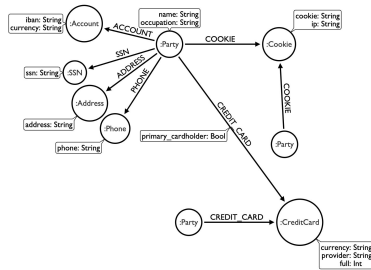 iban: String
currency: String
:Account
name: String
occupation: String
cookie: String
ip: String
ACCOUNT
:Party
COOKIE
:Cookie
SSN
ssn: String
:SSN
ADDRESS
PHONE
COOKIE
:Address
address: String
:Phone
phone: String
primary_cardholder: Bool
CREDIT_CARD
:Party
:Party
CREDIT_CARD
:CreditCard
currency: String
provider: String
full: Int